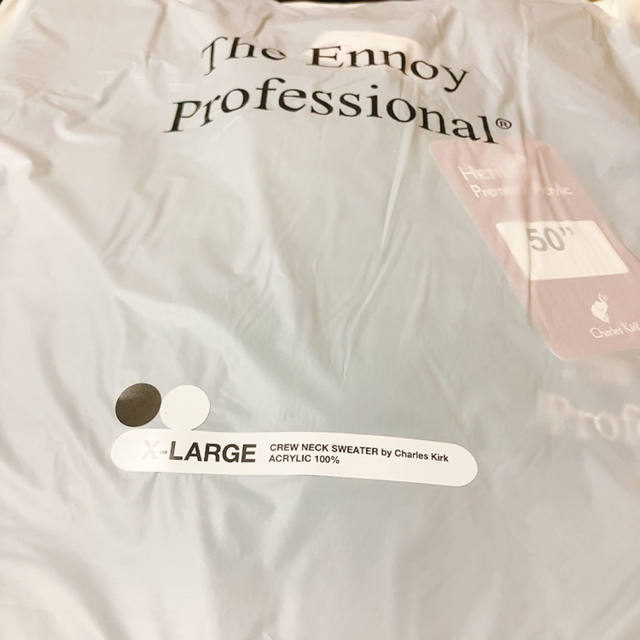 The Ennoy
Professional®
50"
Charles Kirk
X-LARGE
CREW NECK SWEATER by Charles Kirk
ACRYLIC 100%